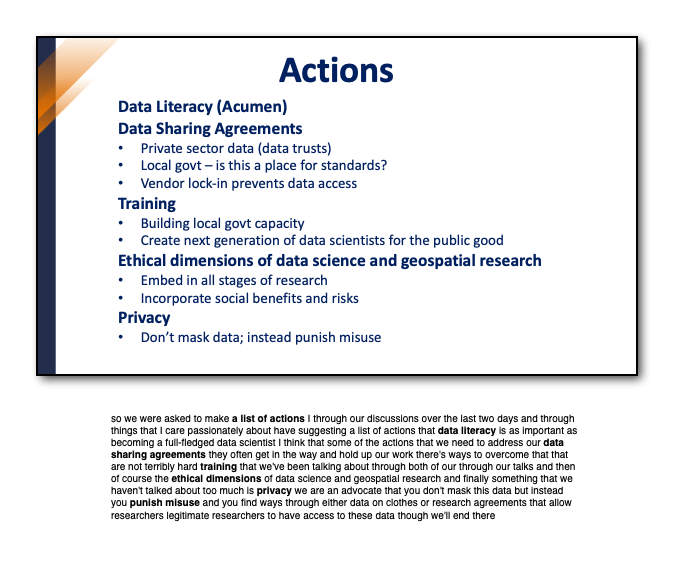 Actions
Data Literacy (Acumen)
Data Sharing Agreements
• Private sector data (data trusts)
• Local govt – is this a place for standards?
• Vendor lock-in prevents data access
Training
• Building local govt capacity
• Create next generation of data scientists for the public good
Ethical dimensions of data science and geospatial research
• Embed in all stages of research
• Incorporate social benefits and risks
Privacy
• Don't mask data; instead punish misuse
so we were asked to make a list of actions I through our discussions over the last two days and through
things that I care passionately about have suggesting a list of actions that data literacy is as important as
becoming a full-fledged data scientist I think that some of the actions that we need to address our data
sharing agreements they often get in the way and hold up our work there's ways to overcome that that
are not terribly hard training that we've been talking about through both of our through our talks and then
of course the ethical dimensions of data science and geospatial research and finally something that we
haven't talked about too much is privacy we are an advocate that you don't mask this data but instead
you punish misuse and you find ways through either data on clothes or research agreements that allow
researchers legitimate researchers to have access to these data though we'll end there